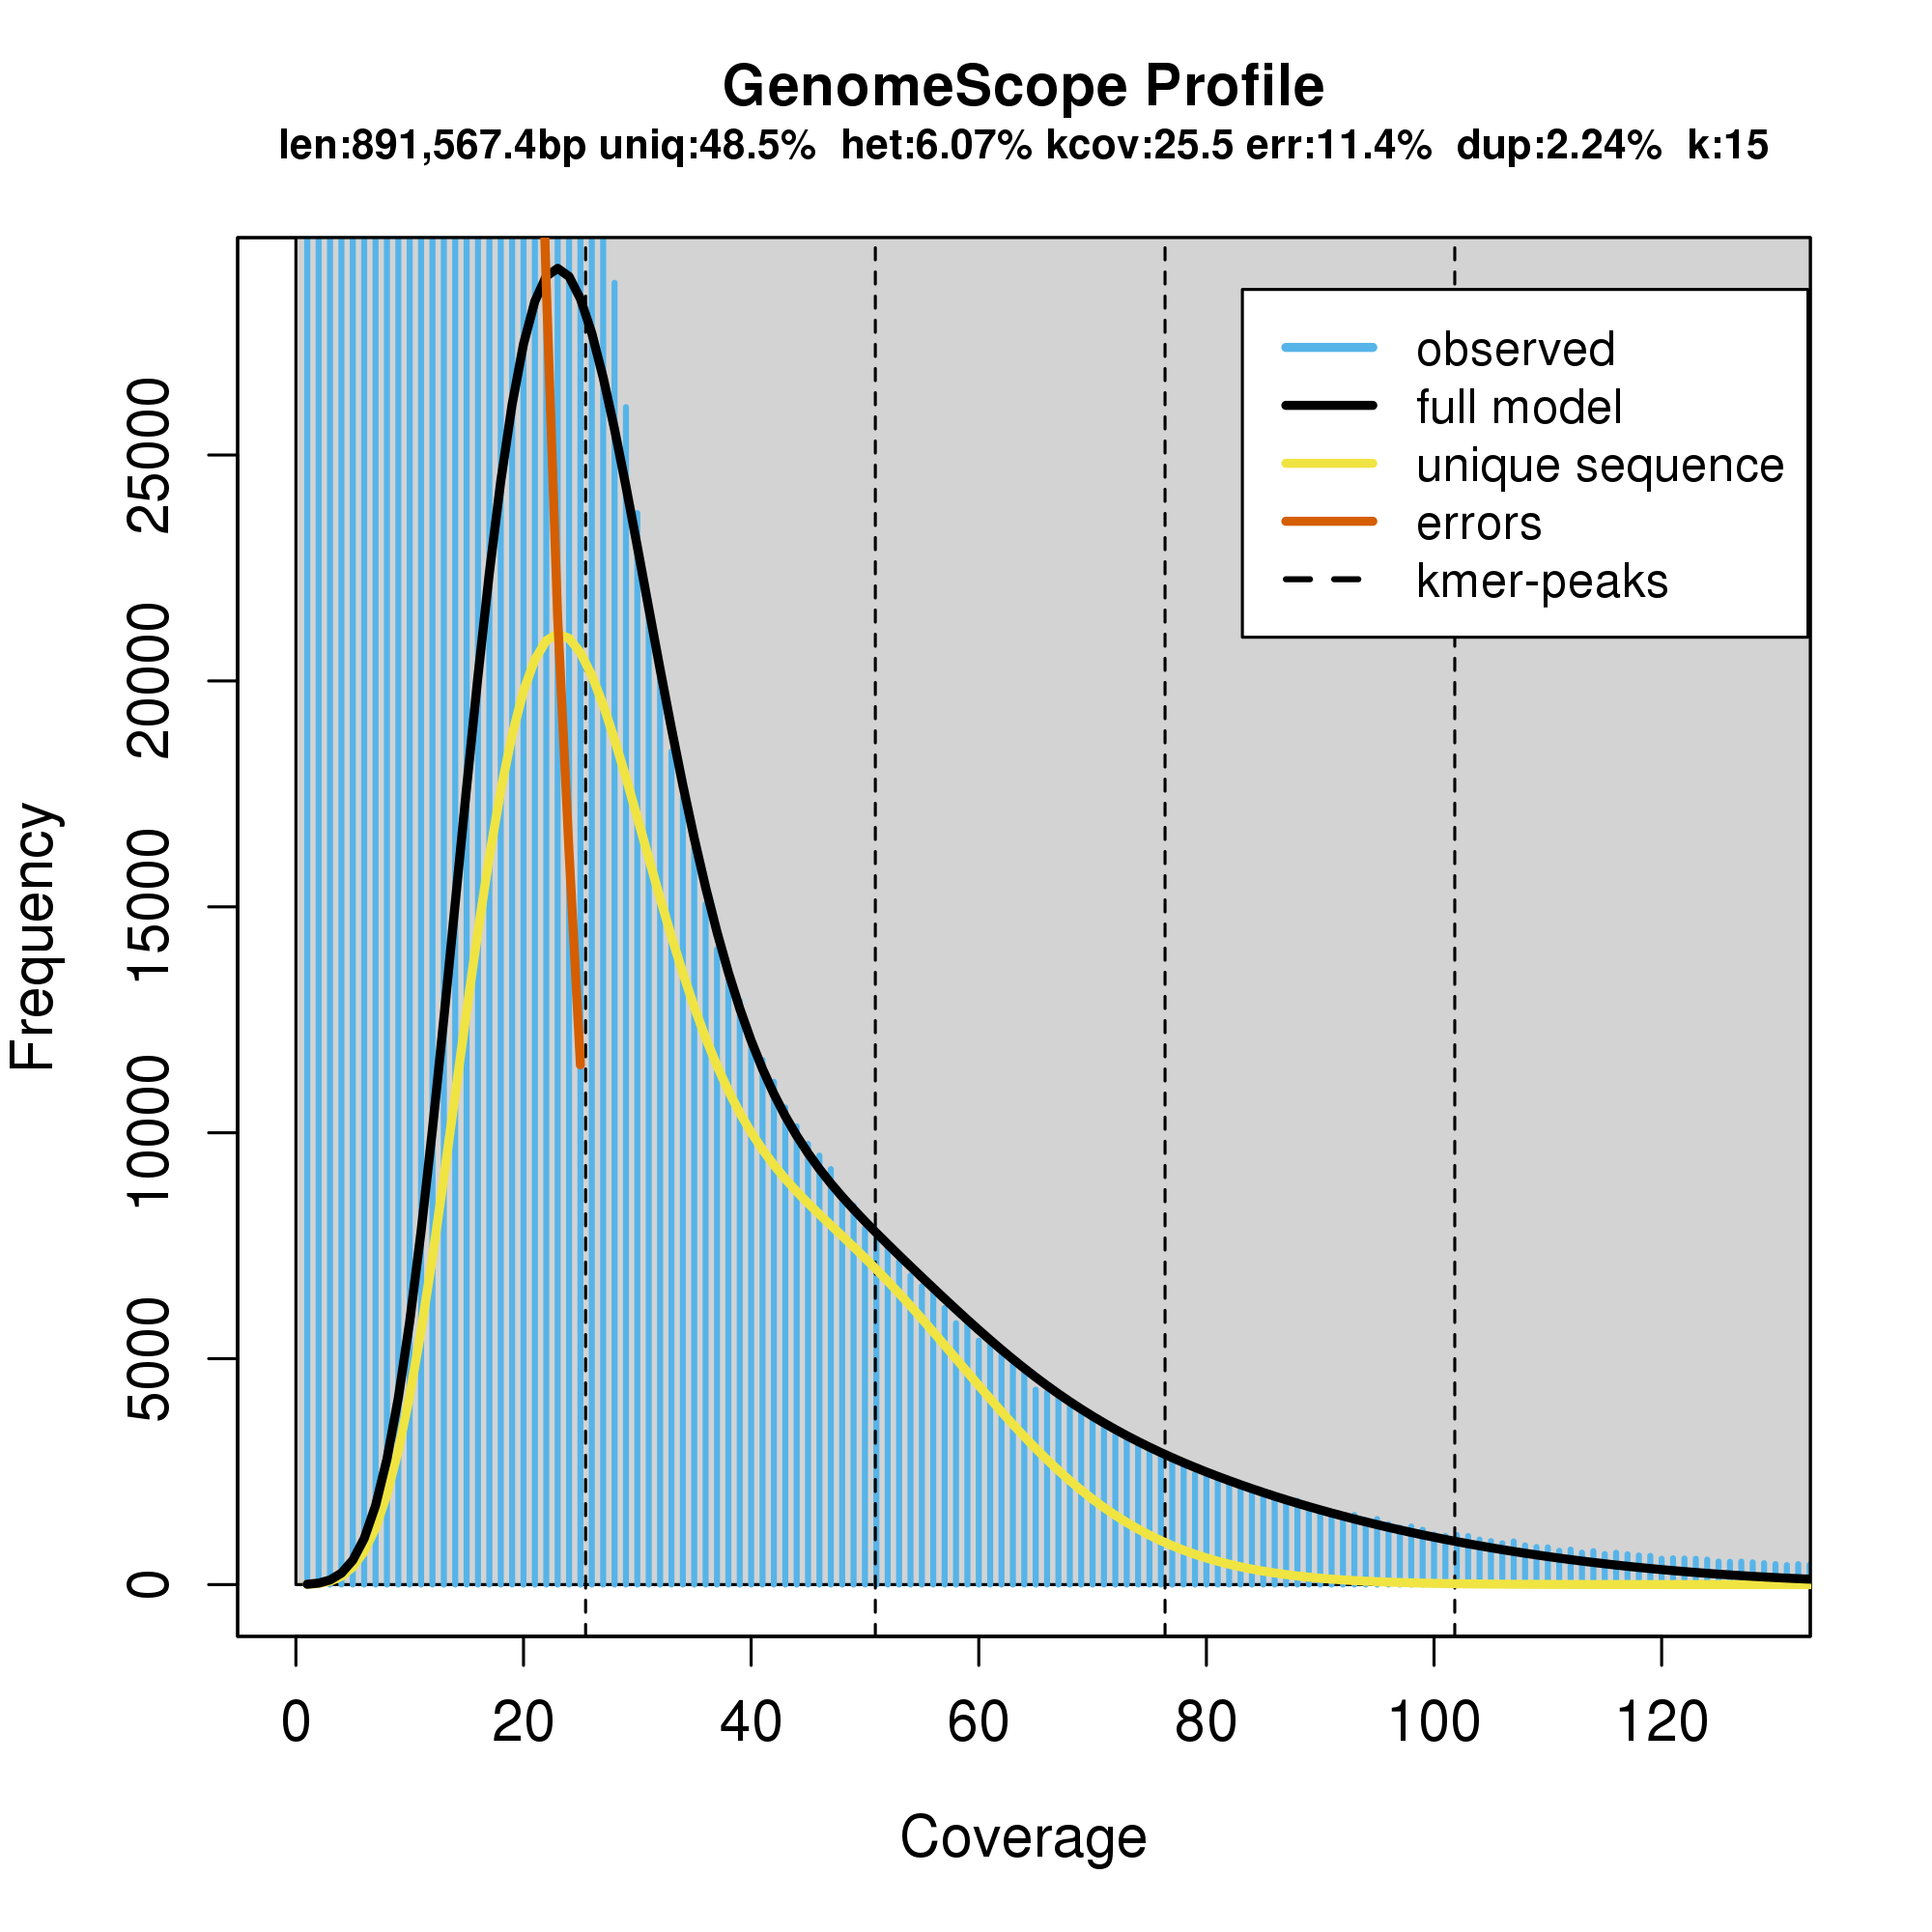 GenomeScope Profile
len:891,567.4bp uniq:48.5% het:6.07% kcov:25.5 err:11.4% dup:2.24% k:15
observed
full model
unique sequence
errors
kmer-peaks
Frequency
25000
20000
15000
10000
5000
0
0 20 40 60 80 100 120
Coverage